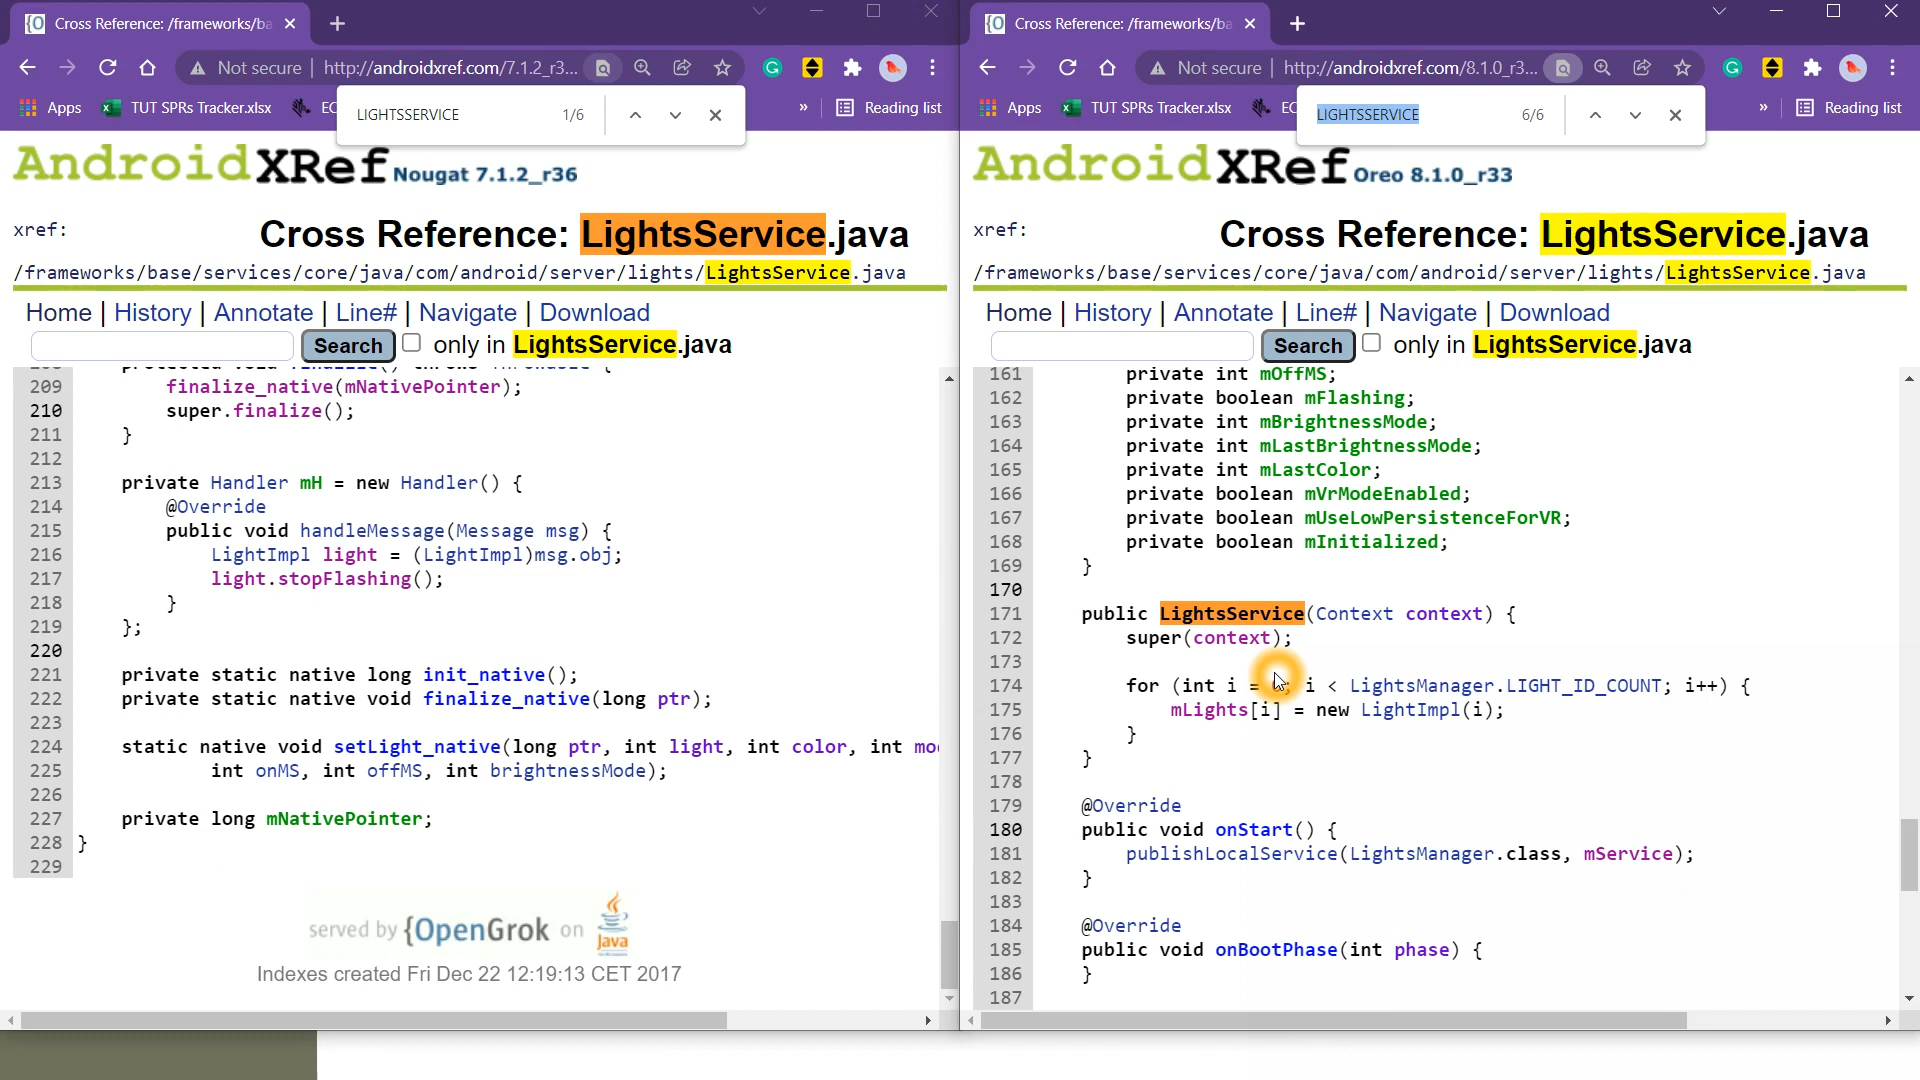 Cross Reference: /frameworks/ba
Not secure | http://androidxref.com/7.1.2_r3...
Apps TUT SPRs Tracker.xlsx EC » Reading list
LIGHTSSERVICE 1/6
AndroidXRef Nougat 7.1.2_r36
xref: Cross Reference: LightsService.java
/frameworks/base/services/core/java/com/android/server/lights/LightsService.java
Home | History | Annotate | Line# | Navigate | Download
Search only in LightsService.java
209 finalize_native(mNativePointer);
210 super.finalize();
211 }
212
213 private Handler mH = new Handler() {
214 @Override
215 public void handleMessage(Message msg) {
216 LightImpl light = (LightImpl)msg.obj;
217 light.stopFlashing();
218 }
219 };
220
221 private static native long init_native();
222 private static native void finalize_native(long ptr);
223
224 static native void setLight_native(long ptr, int light, int color, int mo
225 int onMS, int offMS, int brightnessMode);
226
227 private long mNativePointer;
228 }
229
served by {OpenGrok on Java
Indexes created Fri Dec 22 12:19:13 CET 2017
Cross Reference: /frameworks/ba
Not secure | http://androidxref.com/8.1.0_r3...
Apps TUT SPRs Tracker.xlsx EC » Reading list
LIGHTSSERVICE 6/6
AndroidXRef Oreo 8.1.0_r33
xref: Cross Reference: LightsService.java
/frameworks/base/services/core/java/com/android/server/lights/LightsService.java
Home | History | Annotate | Line# | Navigate | Download
Search only in LightsService.java
161 private int mOffMS;
162 private boolean mFlashing;
163 private int mBrightnessMode;
164 private int mLastBrightnessMode;
165 private int mLastColor;
166 private boolean mVrModeEnabled;
167 private boolean mUseLowPersistenceForVR;
168 private boolean mInitialized;
169 }
170
171 public LightsService(Context context) {
172 super(context);
173
174 for (int i = ; i < LightsManager.LIGHT_ID_COUNT; i++) {
175 mLights[i] = new LightImpl(i);
176 }
177 }
178
179 @Override
180 public void onStart() {
181 publishLocalService(LightsManager.class, mService);
182 }
183
184 @Override
185 public void onBootPhase(int phase) {
186 }
187